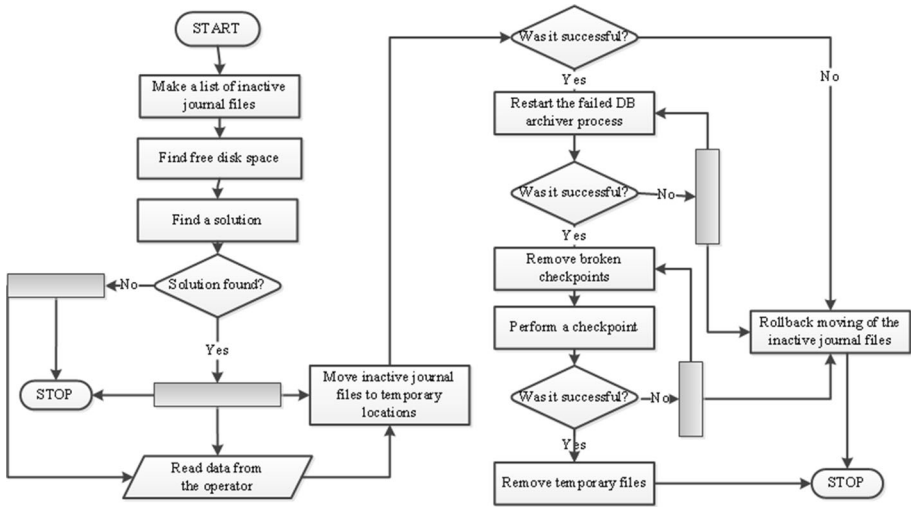 START
Make a list of inactive
journal files
Find free disk space
Find a solution
Solution found?
No
Yes
STOP
Move inactive journal
files to temporary
locations
Read data from
the operator
Was it successful?
No
Yes
Restart the failed DB
archiver process
Was it successful?
No
Yes
Remove broken
checkpoints
Perform a checkpoint
Rollback moving of the
inactive journal files
Was it successful?
No
Yes
Remove temporary files
STOP